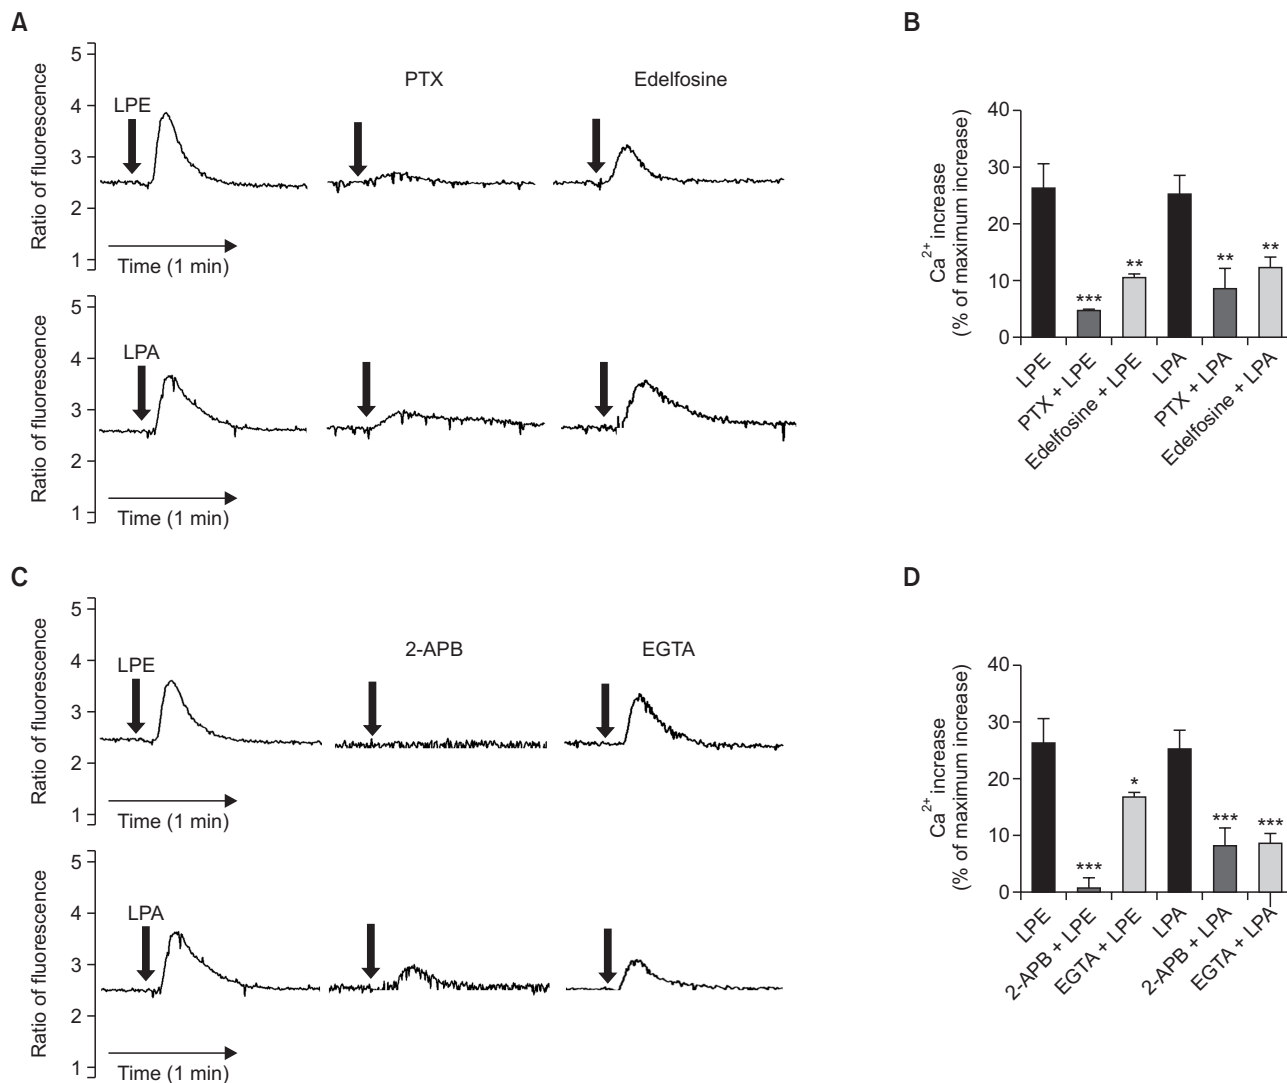 A
PTX
Edelfosine
LPE
5
4
3
2
1
Ratio of fluorescence
Time (1 min)
LPA
5
4
3
2
1
Ratio of fluorescence
Time (1 min)
B
40
30
20
10
0
Ca2+ increase
(% of maximum increase)
***
**
**
**
LPE
PTX + LPE
Edelfosine + LPE
LPA
PTX + LPA
Edelfosine + LPA
C
2-APB
EGTA
LPE
5
4
3
2
1
Ratio of fluorescence
Time (1 min)
LPA
5
4
3
2
1
Ratio of fluorescence
Time (1 min)
D
40
30
20
10
0
Ca2+ increase
(% of maximum increase)
***
*
***
***
LPE
2-APB + LPE
EGTA + LPE
LPA
2-APB + LPA
EGTA + LPA